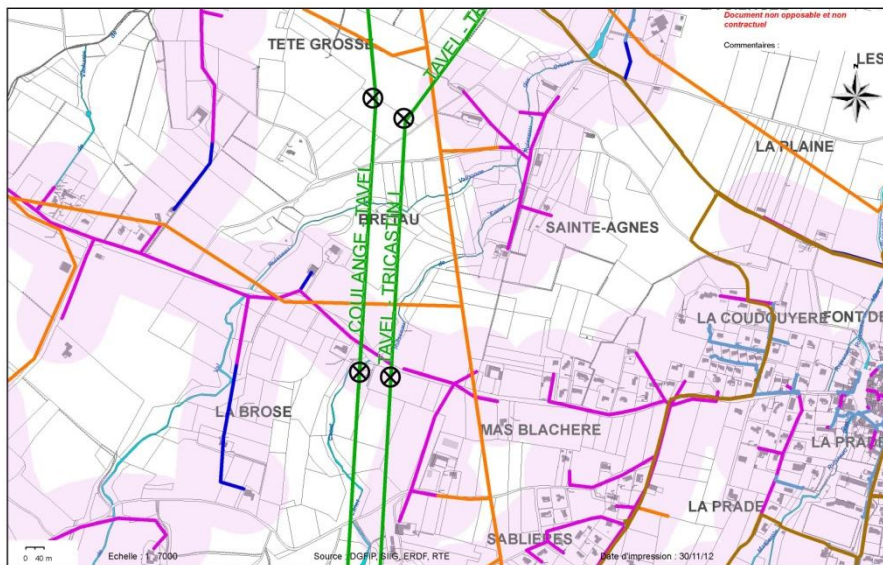 Document non opposable et non
contractuel
Commentaires :
TETE GROSSE
TAVEL - TR
LES
LA PLAINE
COULANGE - TAVEL
BRETAU
TAVEL - TRICASTIN I
SAINTE-AGNES
LA COUDOUYERE
FONT DE
LA BROSE
MAS BLACHERE
LA PRADE
LA PRADE
SABLIERES
0 40 m
Echelle : 1 : 7000
Source : DGFiP, SIIG, ERDF, RTE
Date d'impression : 30/11/12